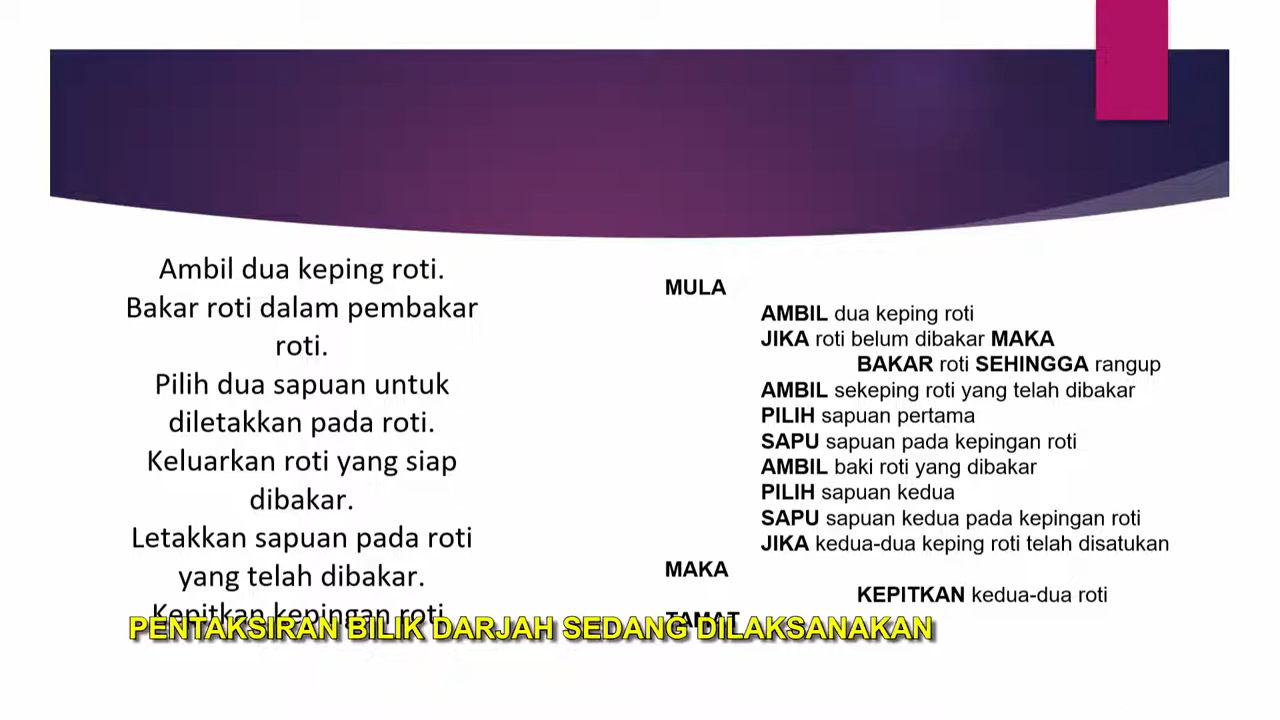 Ambil dua keping roti.
Bakar roti dalam pembakar
roti.
Pilih dua sapuan untuk
diletakkan pada roti.
Keluarkan roti yang siap
dibakar.
Letakkan sapuan pada roti
yang telah dibakar.
Kepitkan kepingan roti
MULA
AMBIL dua keping roti
JIKA roti belum dibakar MAKA
BAKAR roti SEHINGGA rangup
AMBIL sekeping roti yang telah dibakar
PILIH sapuan pertama
SAPU sapuan pada kepingan roti
AMBIL baki roti yang dibakar
PILIH sapuan kedua
SAPU sapuan kedua pada kepingan roti
JIKA kedua-dua keping roti telah disatukan
MAKA
KEPITKAN kedua-dua roti
TAMAT
PENTAKSIRAN BILIK DARJAH SEDANG DILAKSANAKAN